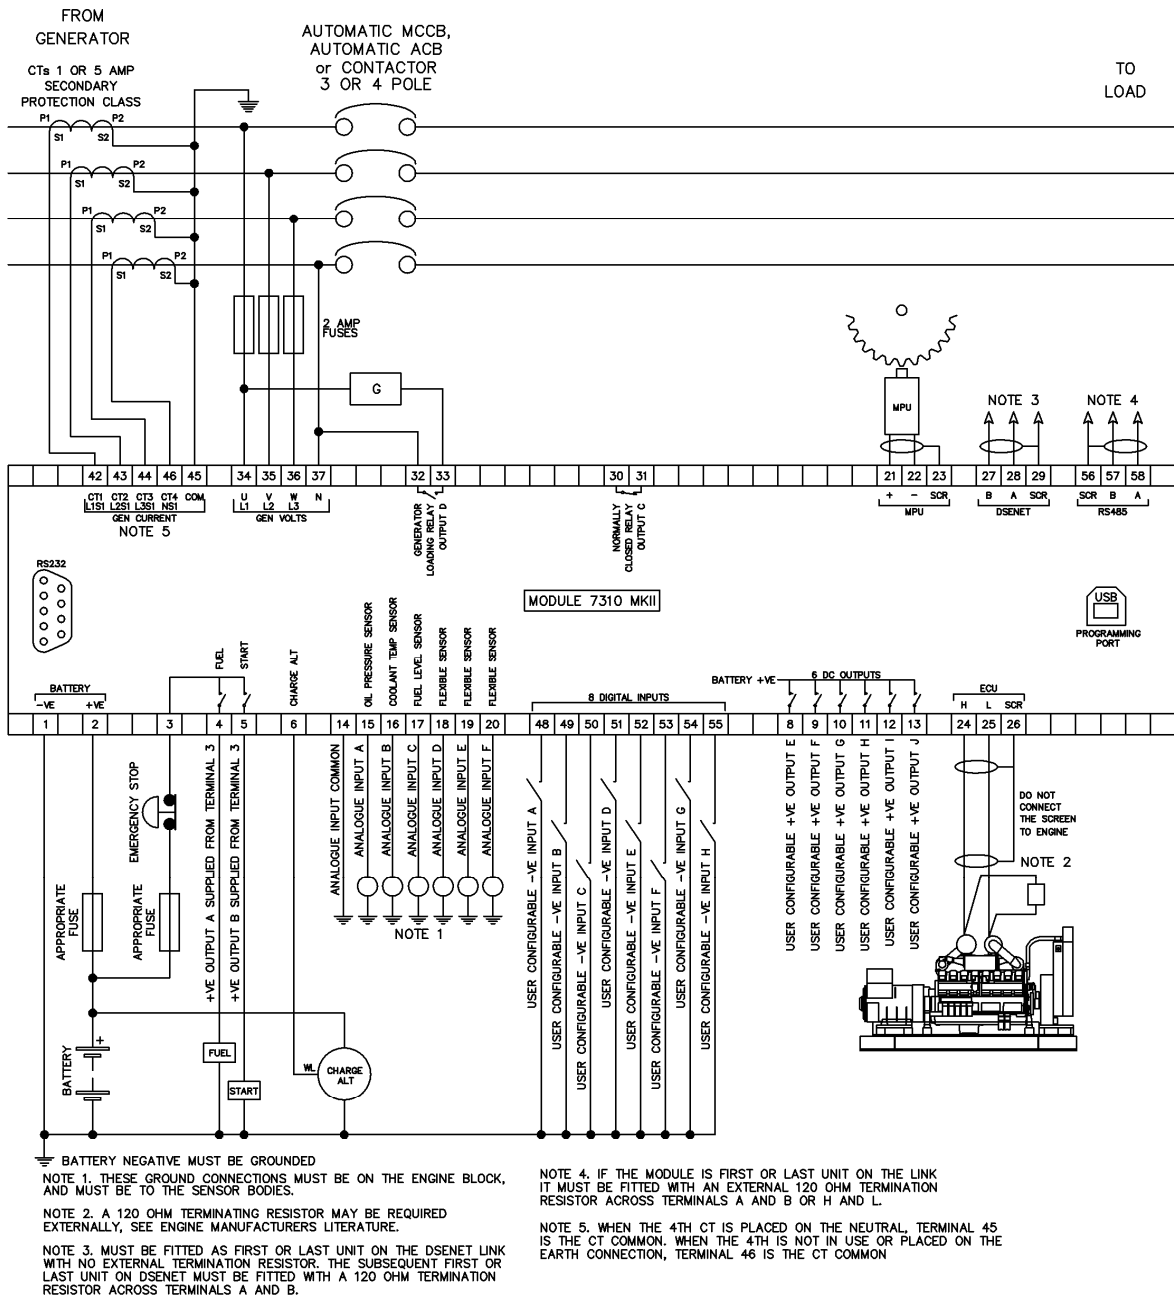 FROM
GENERATOR
CTs 1 OR 5 AMP
SECONDARY
PROTECTION CLASS
AUTOMATIC MCCB,
AUTOMATIC ACB
or CONTACTOR
3 OR 4 POLE
TO
LOAD
P1 P2
S1 S2
P1 P2
S1 S2
P1 P2
S1 S2
P1 P2
S1 S2
2 AMP
FUSES
G
MPU
NOTE 3
NOTE 4
42 43 44 46 45 34 35 36 37 32 33 30 31 21 22 23 27 28 29 56 57 58
CT1 CT2 CT3 CT4 COM
L1S1 L2S1 L3S1 NS1
GEN CURRENT
NOTE 5
U V W N
L1 L2 L3
GEN VOLTS
GENERATOR
LOADING RELAY
OUTPUT D
NORMALLY
CLOSED RELAY
OUTPUT C
+ - SCR
MPU
B A SCR
DSENET
SCR B A
RS485
RS232
MODULE 7310 MKII
USB
PROGRAMMING
PORT
BATTERY
-VE +VE
FUEL
START
CHARGE ALT
OIL PRESSURE SENSOR
COOLANT TEMP SENSOR
FUEL LEVEL SENSOR
FLEXIBLE SENSOR
FLEXIBLE SENSOR
FLEXIBLE SENSOR
8 DIGITAL INPUTS
BATTERY +VE
6 DC OUTPUTS
ECU
H L SCR
1 2 3 4 5 6 14 15 16 17 18 19 20 48 49 50 51 52 53 54 55 8 9 10 11 12 13 24 25 26
EMERGENCY STOP
APPROPRIATE
FUSE
APPROPRIATE
FUSE
+VE OUTPUT A SUPPLIED FROM TERMINAL 3
+VE OUTPUT B SUPPLIED FROM TERMINAL 3
ANALOGUE INPUT COMMON
ANALOGUE INPUT A
ANALOGUE INPUT B
ANALOGUE INPUT C
ANALOGUE INPUT D
ANALOGUE INPUT E
ANALOGUE INPUT F
NOTE 1
USER CONFIGURABLE -VE INPUT A
USER CONFIGURABLE -VE INPUT B
USER CONFIGURABLE -VE INPUT C
USER CONFIGURABLE -VE INPUT D
USER CONFIGURABLE -VE INPUT E
USER CONFIGURABLE -VE INPUT F
USER CONFIGURABLE -VE INPUT G
USER CONFIGURABLE -VE INPUT H
USER CONFIGURABLE +VE OUTPUT E
USER CONFIGURABLE +VE OUTPUT F
USER CONFIGURABLE +VE OUTPUT G
USER CONFIGURABLE +VE OUTPUT H
USER CONFIGURABLE +VE OUTPUT I
USER CONFIGURABLE +VE OUTPUT J
DO NOT
CONNECT
THE SCREEN
TO ENGINE
NOTE 2
BATTERY
+
FUEL
START
WL
CHARGE
ALT
BATTERY NEGATIVE MUST BE GROUNDED
NOTE 1. THESE GROUND CONNECTIONS MUST BE ON THE ENGINE BLOCK,
AND MUST BE TO THE SENSOR BODIES.
NOTE 2. A 120 OHM TERMINATING RESISTOR MAY BE REQUIRED
EXTERNALLY, SEE ENGINE MANUFACTURERS LITERATURE.
NOTE 3. MUST BE FITTED AS FIRST OR LAST UNIT ON THE DSENET LINK
WITH NO EXTERNAL TERMINATION RESISTOR. THE SUBSEQUENT FIRST OR
LAST UNIT ON DSENET MUST BE FITTED WITH A 120 OHM TERMINATION
RESISTOR ACROSS TERMINALS A AND B.
NOTE 4. IF THE MODULE IS FIRST OR LAST UNIT ON THE LINK
IT MUST BE FITTED WITH AN EXTERNAL 120 OHM TERMINATION
RESISTOR ACROSS TERMINALS A AND B OR H AND L.
NOTE 5. WHEN THE 4TH CT IS PLACED ON THE NEUTRAL, TERMINAL 45
IS THE CT COMMON. WHEN THE 4TH IS NOT IN USE OR PLACED ON THE
EARTH CONNECTION, TERMINAL 46 IS THE CT COMMON